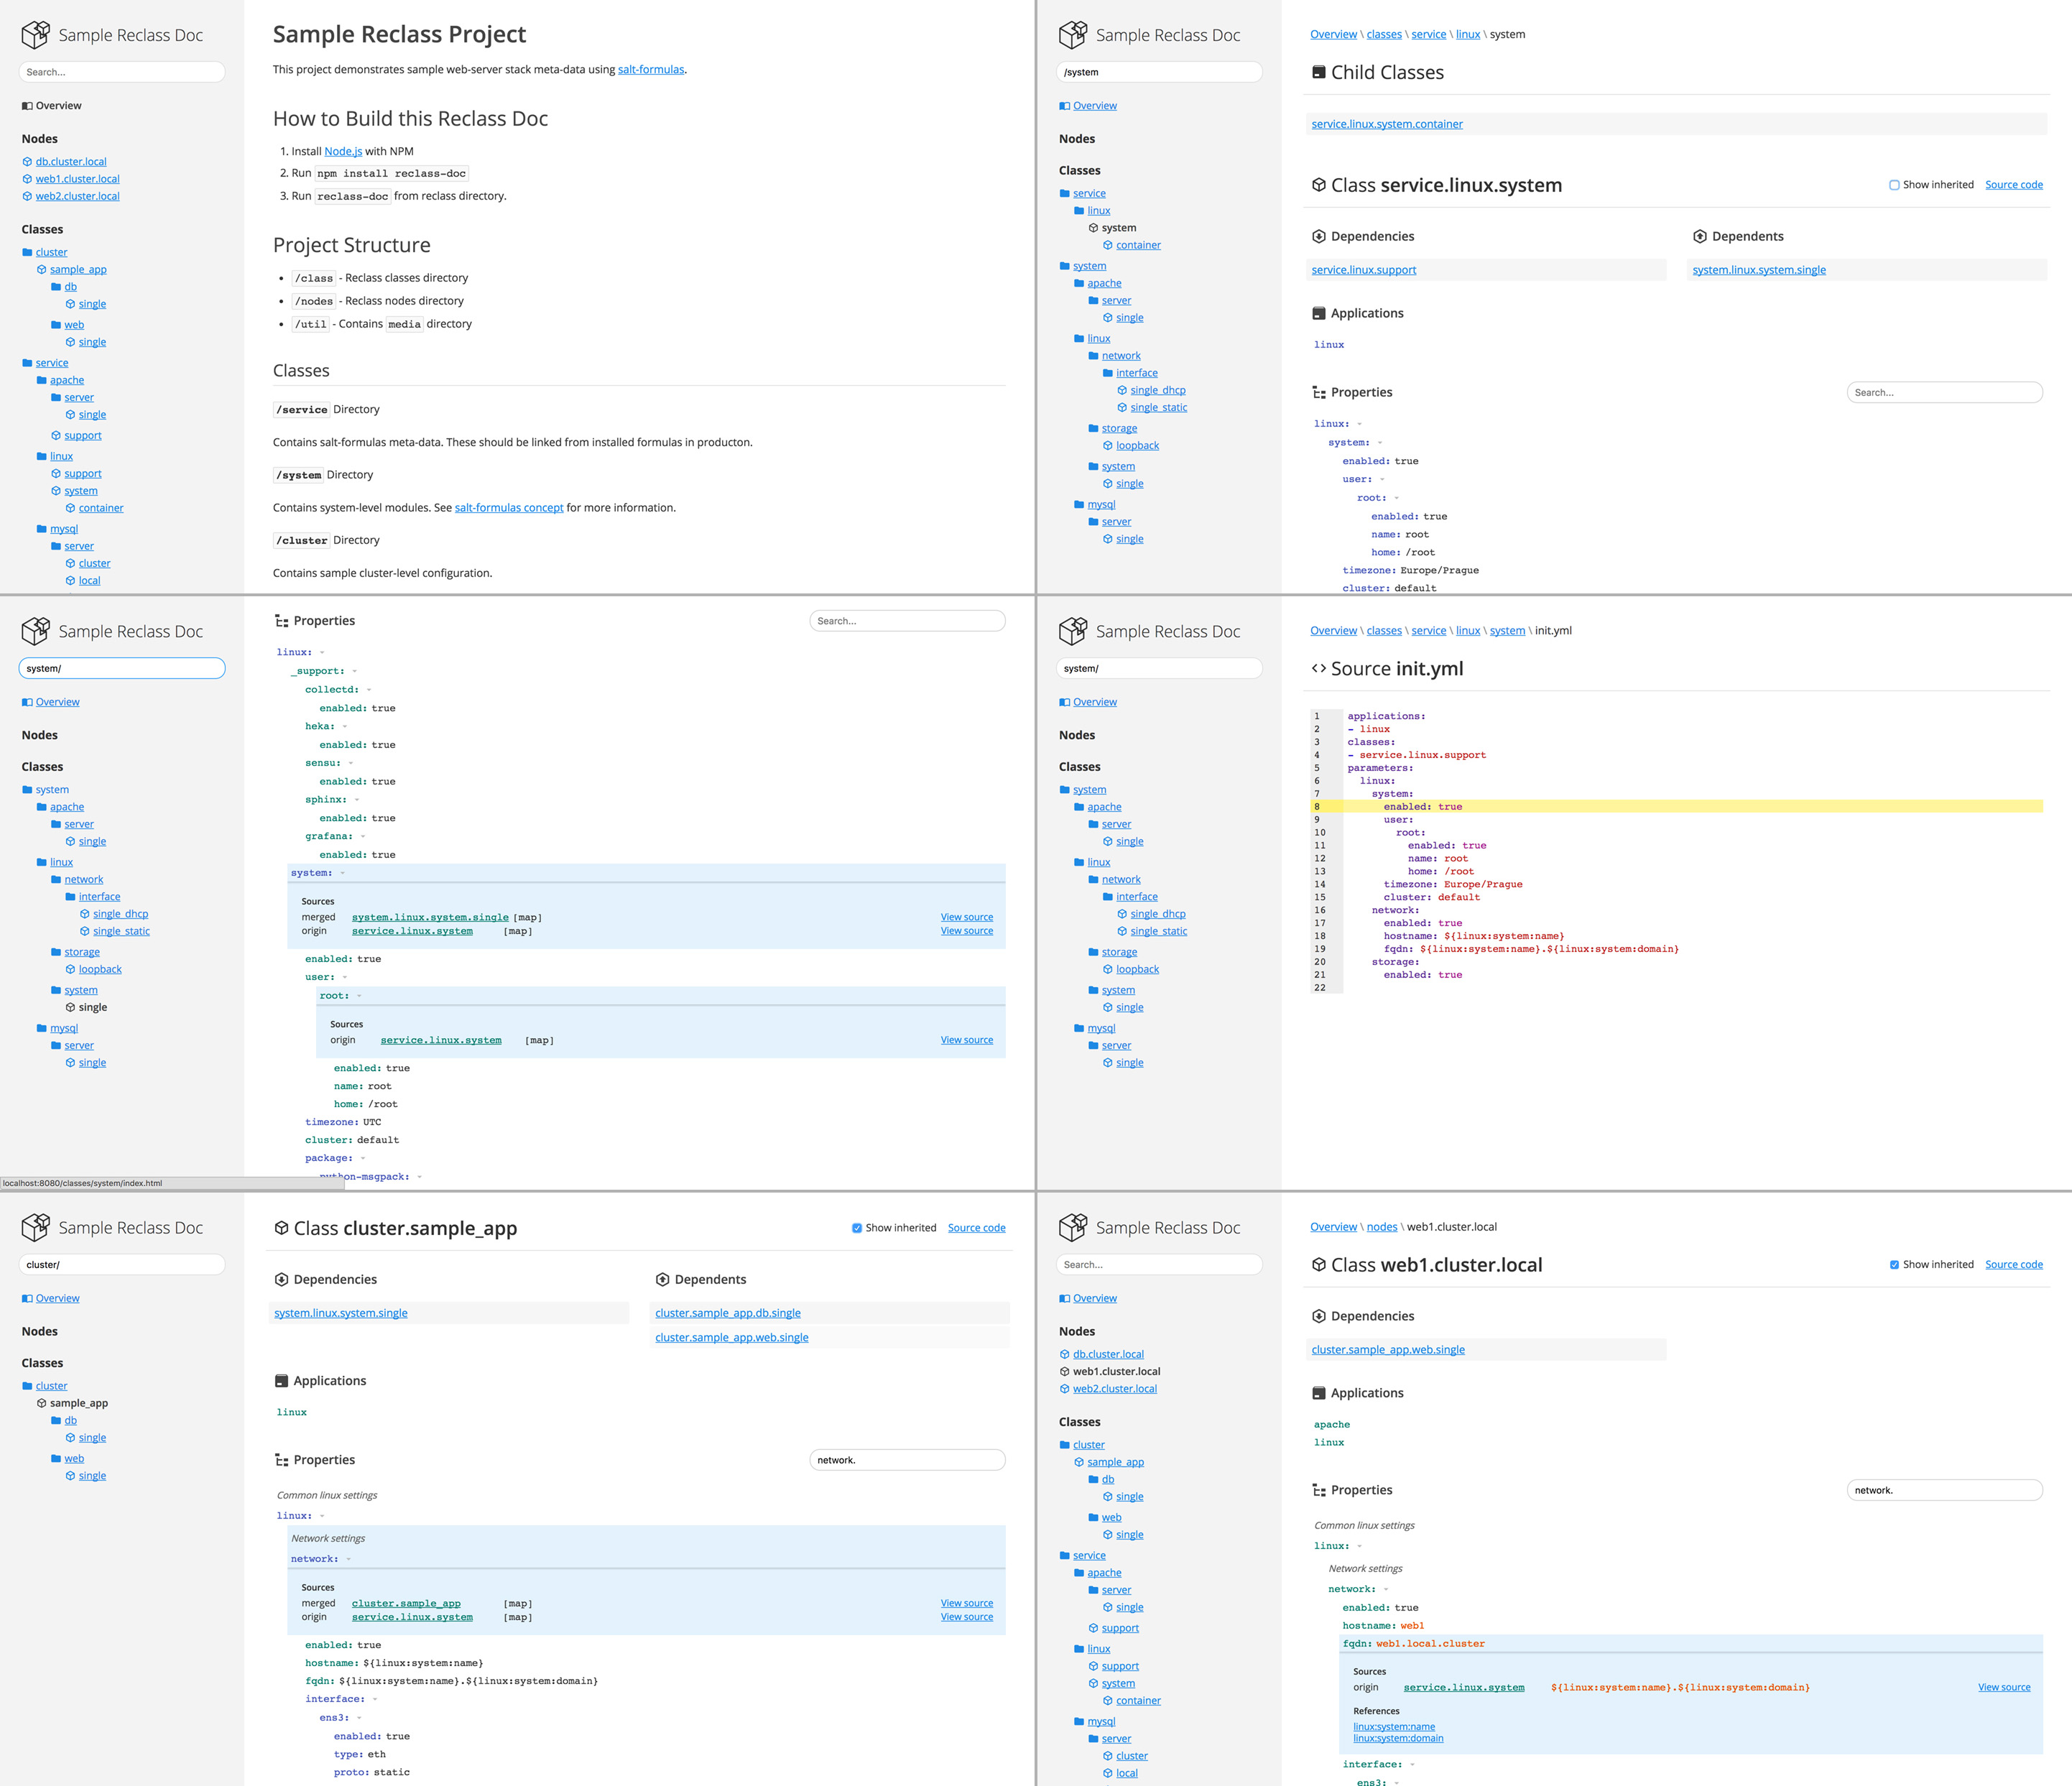 Sample Reclass Doc
Search...
Overview
Nodes
db.cluster.local
web1.cluster.local
web2.cluster.local
Classes
cluster
sample_app
db
single
web
single
service
apache
server
single
support
linux
support
system
container
mysql
server
cluster
local
Sample Reclass Project
This project demonstrates sample web-server stack meta-data using salt-formulas.
How to Build this Reclass Doc
1. Install Node.js with NPM
2. Run npm install reclass-doc
3. Run reclass-doc from reclass directory.
Project Structure
• /class - Reclass classes directory
• /nodes - Reclass nodes directory
• /util - Contains media directory
Classes
/service Directory
Contains salt-formulas meta-data. These should be linked from installed formulas in producton.
/system Directory
Contains system-level modules. See salt-formulas concept for more information.
/cluster Directory
Contains sample cluster-level configuration.
Sample Reclass Doc
/system
Overview
Nodes
Classes
service
linux
system
container
system
apache
server
single
linux
network
interface
single_dhcp
single_static
storage
loopback
system
single
mysql
server
single
Overview \ classes \ service \ linux \ system
Child Classes
service.linux.system.container
Class service.linux.system
Show inherited Source code
Dependencies
service.linux.support
Dependents
system.linux.system.single
Applications
linux
Properties
Search...
linux:
system:
enabled: true
user:
root:
enabled: true
name: root
home: /root
timezone: Europe/Prague
cluster: default
Sample Reclass Doc
system/
Overview
Nodes
Classes
system
apache
server
single
linux
network
interface
single_dhcp
single_static
storage
loopback
system
single
mysql
server
single
localhost:8080/classes/system/index.html
Properties
Search...
linux:
_support:
collectd:
enabled: true
heka:
enabled: true
sensu:
enabled: true
sphinx:
enabled: true
grafana:
enabled: true
system:
Sources
merged system.linux.system.single [map] View source
origin service.linux.system [map] View source
enabled: true
user:
root:
Sources
origin service.linux.system [map] View source
enabled: true
name: root
home: /root
timezone: UTC
cluster: default
package:
python-msgpack:
Sample Reclass Doc
system/
Overview
Nodes
Classes
system
apache
server
single
linux
network
interface
single_dhcp
single_static
storage
loopback
system
single
mysql
server
single
Overview \ classes \ service \ linux \ system \ init.yml
<> Source init.yml
1 applications:
2 - linux
3 classes:
4 - service.linux.support
5 parameters:
6 linux:
7 system:
8 enabled: true
9 user:
10 root:
11 enabled: true
12 name: root
13 home: /root
14 timezone: Europe/Prague
15 cluster: default
16 network:
17 enabled: true
18 hostname: ${linux:system:name}
19 fqdn: ${linux:system:name}.${linux:system:domain}
20 storage:
21 enabled: true
22
Sample Reclass Doc
cluster/
Overview
Nodes
Classes
cluster
sample_app
db
single
web
single
Class cluster.sample_app
Show inherited Source code
Dependencies
system.linux.system.single
Dependents
cluster.sample_app.db.single
cluster.sample_app.web.single
Applications
linux
Properties
network.
Common linux settings
linux:
Network settings
network:
Sources
merged cluster.sample_app [map] View source
origin service.linux.system [map] View source
enabled: true
hostname: ${linux:system:name}
fqdn: ${linux:system:name}.${linux:system:domain}
interface:
ens3:
enabled: true
type: eth
proto: static
Sample Reclass Doc
Search...
Overview
Nodes
db.cluster.local
web1.cluster.local
web2.cluster.local
Classes
cluster
sample_app
db
single
web
single
service
apache
server
single
support
linux
support
system
container
mysql
server
cluster
local
Overview \ nodes \ web1.cluster.local
Class web1.cluster.local
Show inherited Source code
Dependencies
cluster.sample_app.web.single
Applications
apache
linux
Properties
network.
Common linux settings
linux:
Network settings
network:
enabled: true
hostname: web1
fqdn: web1.local.cluster
Sources
origin service.linux.system ${linux:system:name}.${linux:system:domain} View source
References
linux:system:name
linux:system:domain
interface:
ens3: